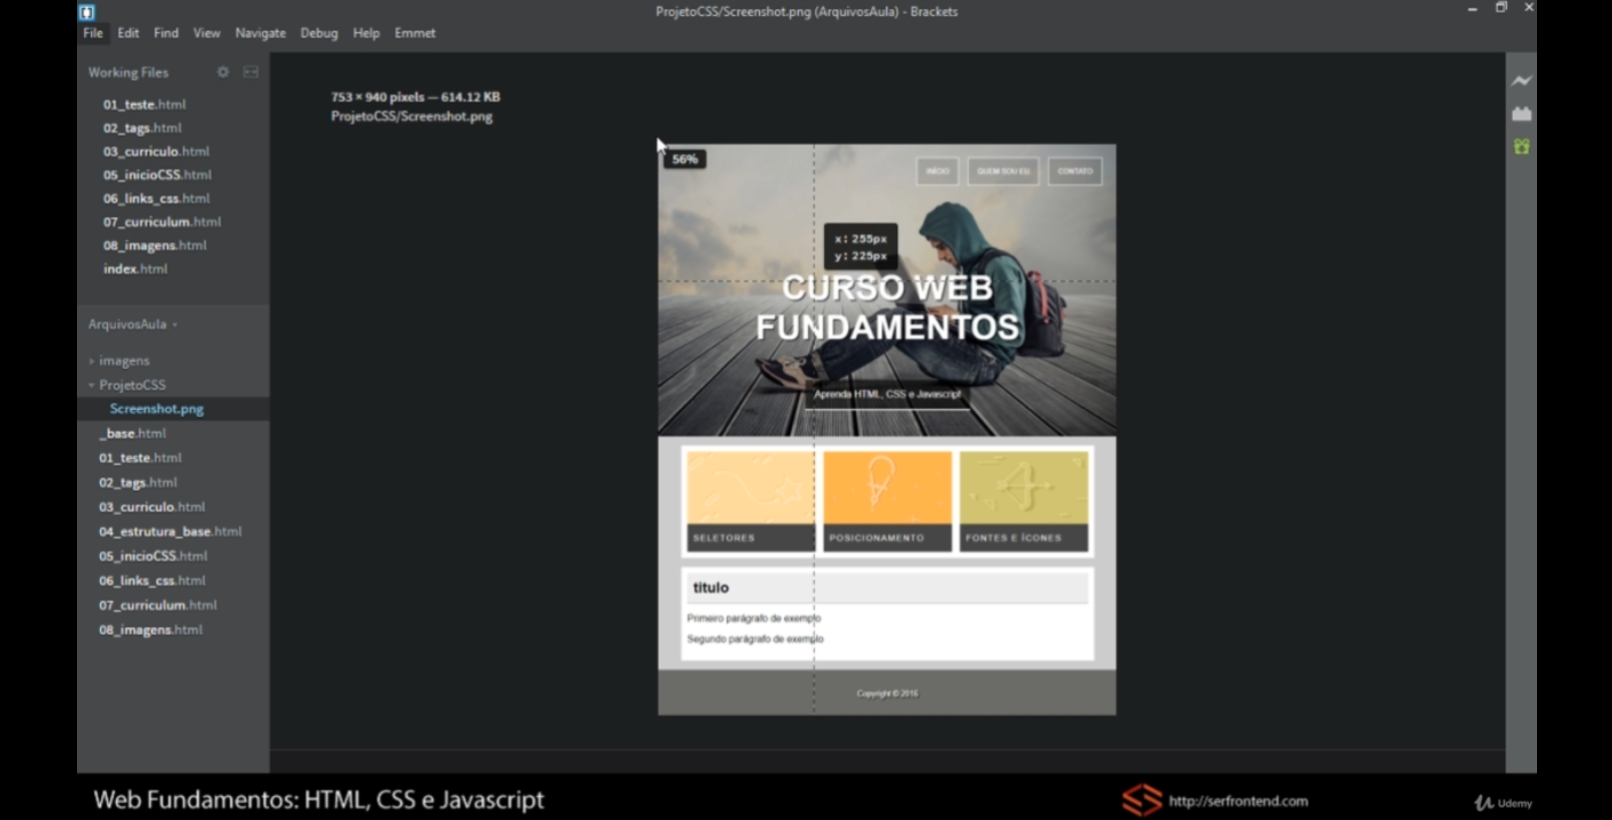 ProjetoCSS/Screenshot.png (ArquivosAula) - Brackets
File Edit Find View Navigate Debug Help Emmet
Working Files
01_teste.html
02_tags.html
03_curriculo.html
05_inicioCSS.html
06_links_css.html
07_curriculum.html
08_imagens.html
index.html
ArquivosAula
imagens
ProjetoCSS
Screenshot.png
_base.html
01_teste.html
02_tags.html
03_curriculo.html
04_estrutura_base.html
05_inicioCSS.html
06_links_css.html
07_curriculum.html
08_imagens.html
753 × 940 pixels — 614.12 KB
ProjetoCSS/Screenshot.png
56%
INÍCIO QUEM SOU EU CONTATO
x: 255px
y: 225px
CURSO WEB
FUNDAMENTOS
Aprenda HTML, CSS e Javascript
SELETORES POSICIONAMENTO FONTES E ÍCONES
titulo
Primeiro parágrafo de exemplo
Segundo parágrafo de exemplo
Copyright © 2016
Web Fundamentos: HTML, CSS e Javascript
http://serfrontend.com
Udemy